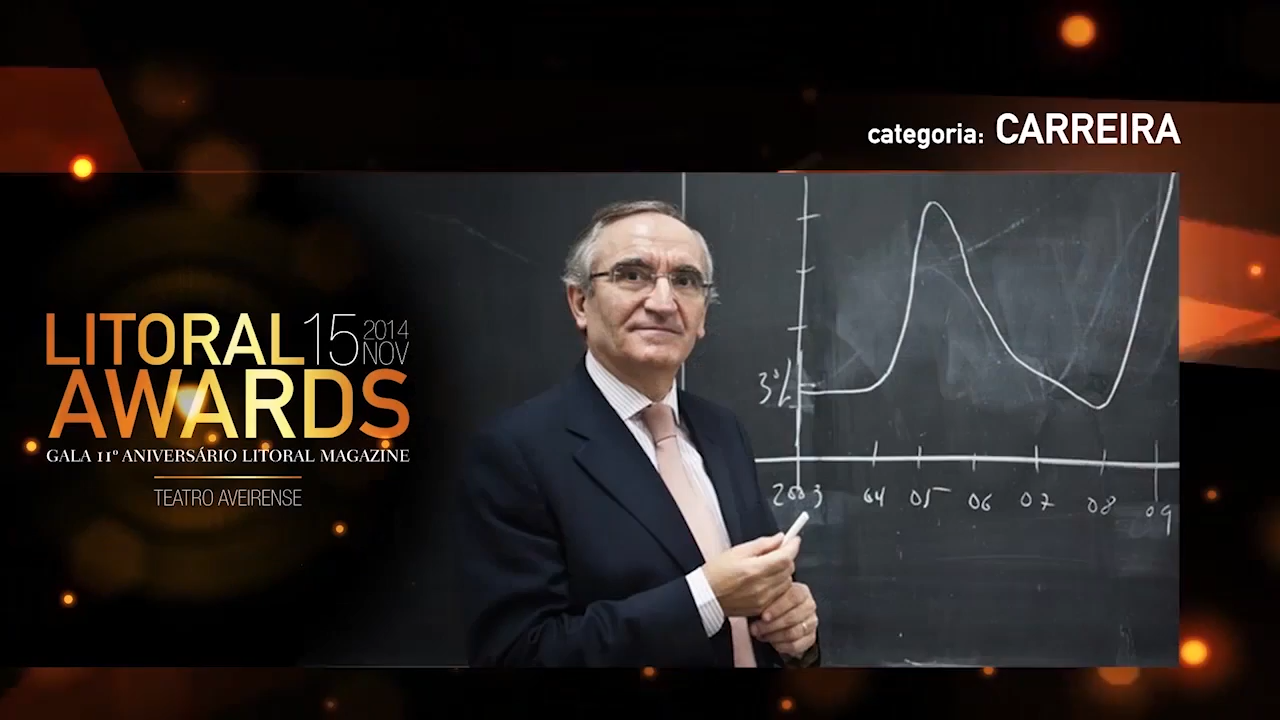 categoria: CARREIRA
LITORAL 15 2014 NOV
AWARDS
GALA 11º ANIVERSÁRIO LITORAL MAGAZINE
TEATRO AVEIRENSE
2003 04 05 06 07 08 09